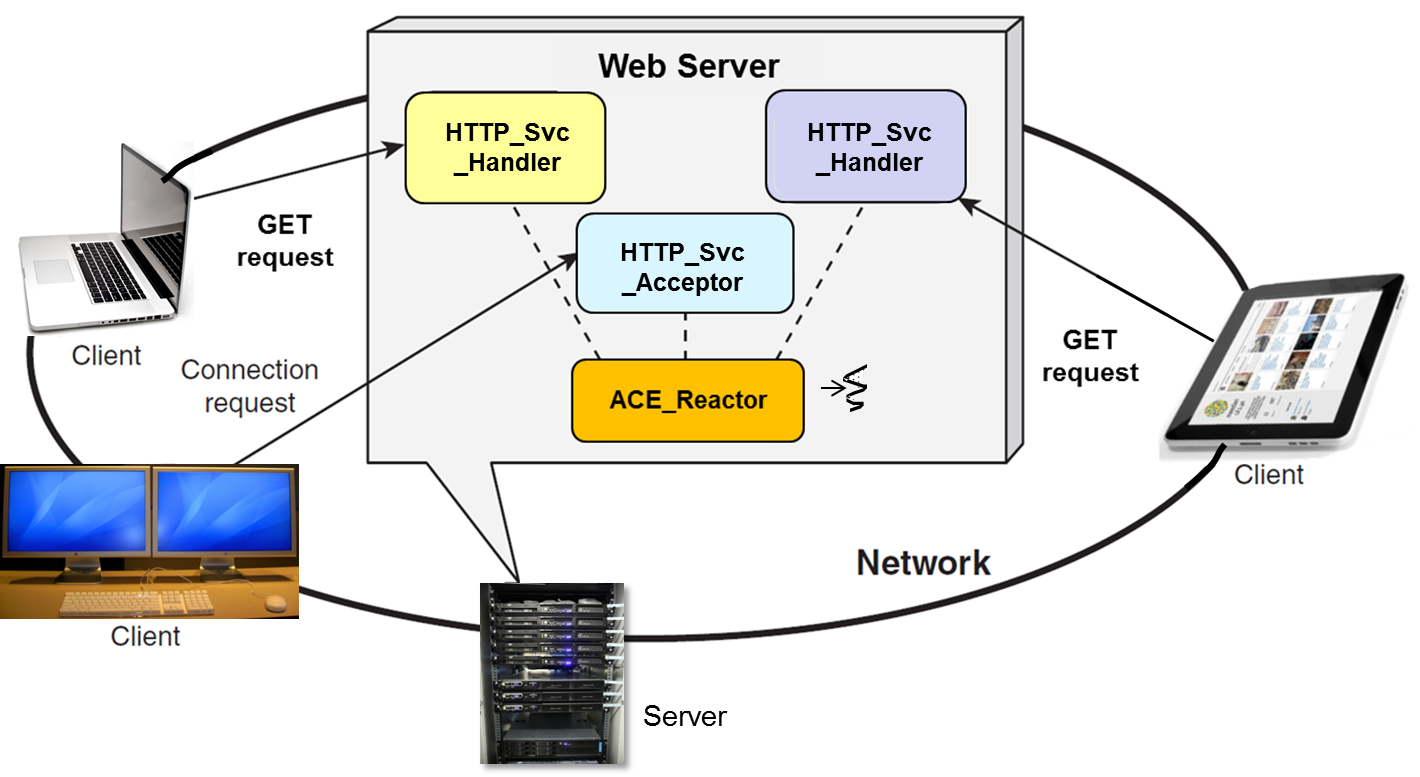 Web Server
HTTP_Svc
_Handler
HTTP_Svc
_Handler
GET
request
HTTP_Svc
_Acceptor
Client
Connection
request
GET
request
ACE_Reactor
Client
Network
Client
Server